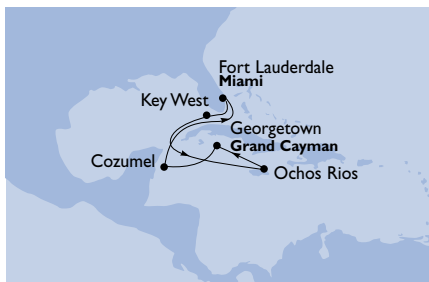 Fort Lauderdale
Miami
Key West
Georgetown
Grand Cayman
Cozumel
Ochos Rios